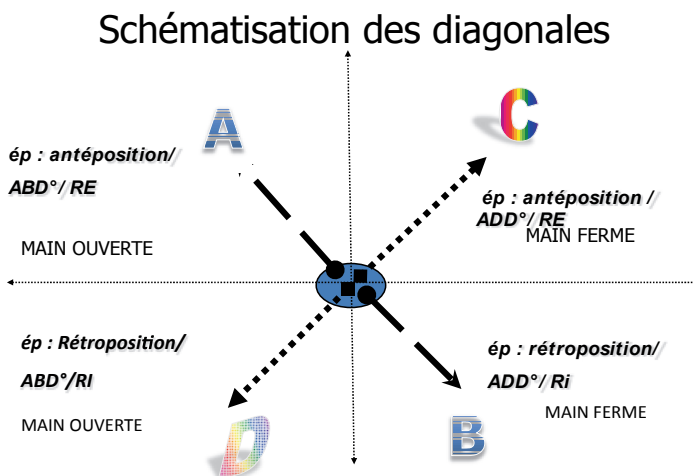 Schématisation des diagonales
A
C
ép : antéposition/
ABD°/ RE
MAIN OUVERTE
ép : antéposition /
ADD°/ RE
MAIN FERME
ép : Rétroposition/
ABD°/RI
MAIN OUVERTE
D
ép : rétroposition/
ADD°/ Ri
MAIN FERME
B